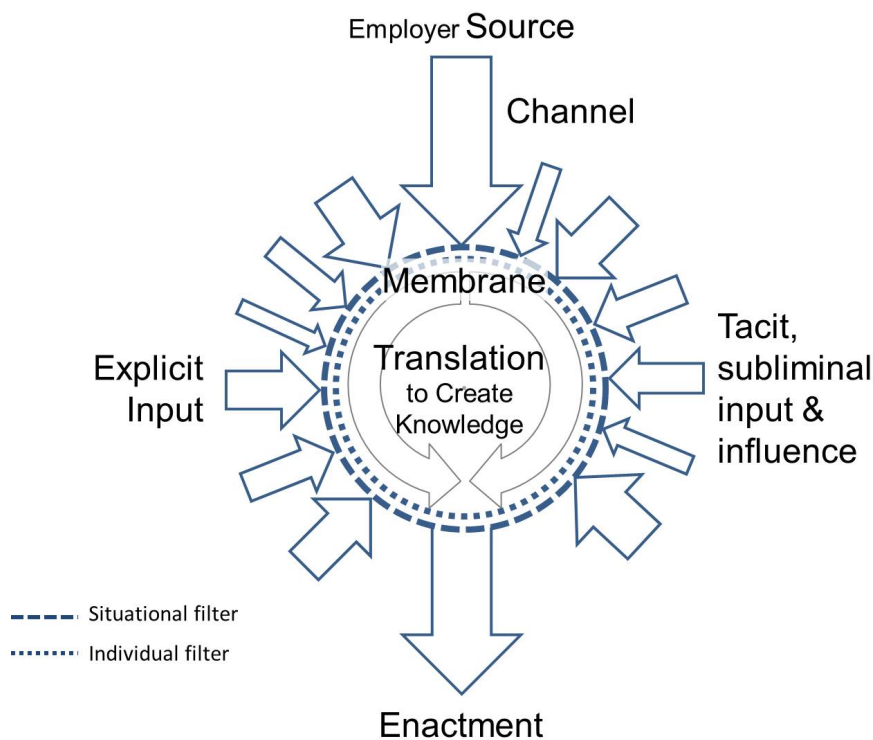 Employer Source
Channel
Membrane
Translation
to Create
Knowledge
Explicit
Input
Tacit,
subliminal
input &
influence
Situational filter
Individual filter
Enactment